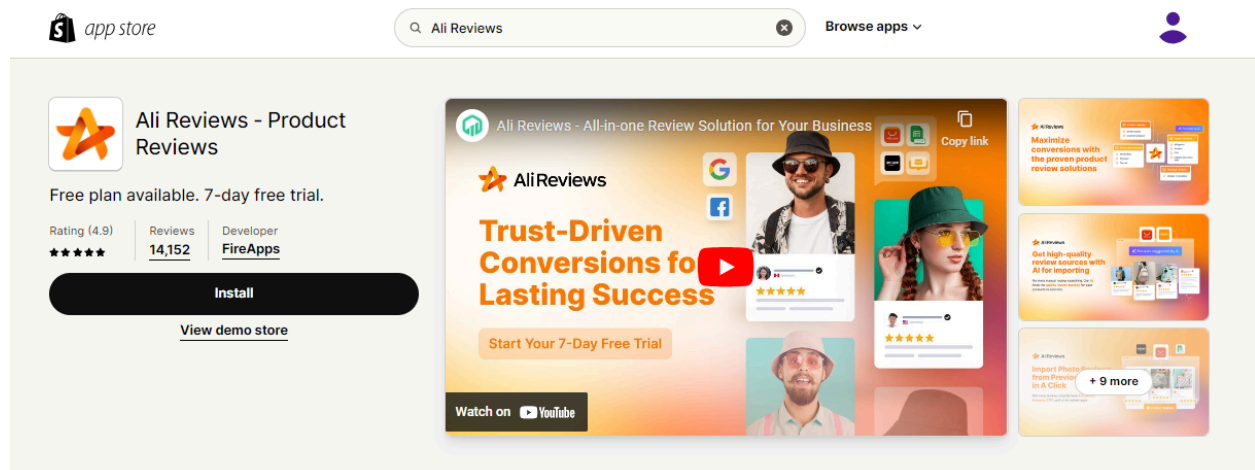 app store
Ali Reviews
Browse apps
Ali Reviews - Product
Reviews
Free plan available. 7-day free trial.
Rating (4.9)
Reviews
14,152
Developer
FireApps
Install
View demo store
Ali Reviews - All-in-one Review Solution for Your Business
Copy link
Ali Reviews
Trust-Driven
Conversions fo
Lasting Success
Start Your 7-Day Free Trial
Watch on YouTube
Ali Reviews
Maximize
conversions with
the proven product
review solutions
Ali Reviews
Get high-quality
review sources with
AI for importing
Ali Reviews
Import Photo
from Previe
in A Click
+ 9 more